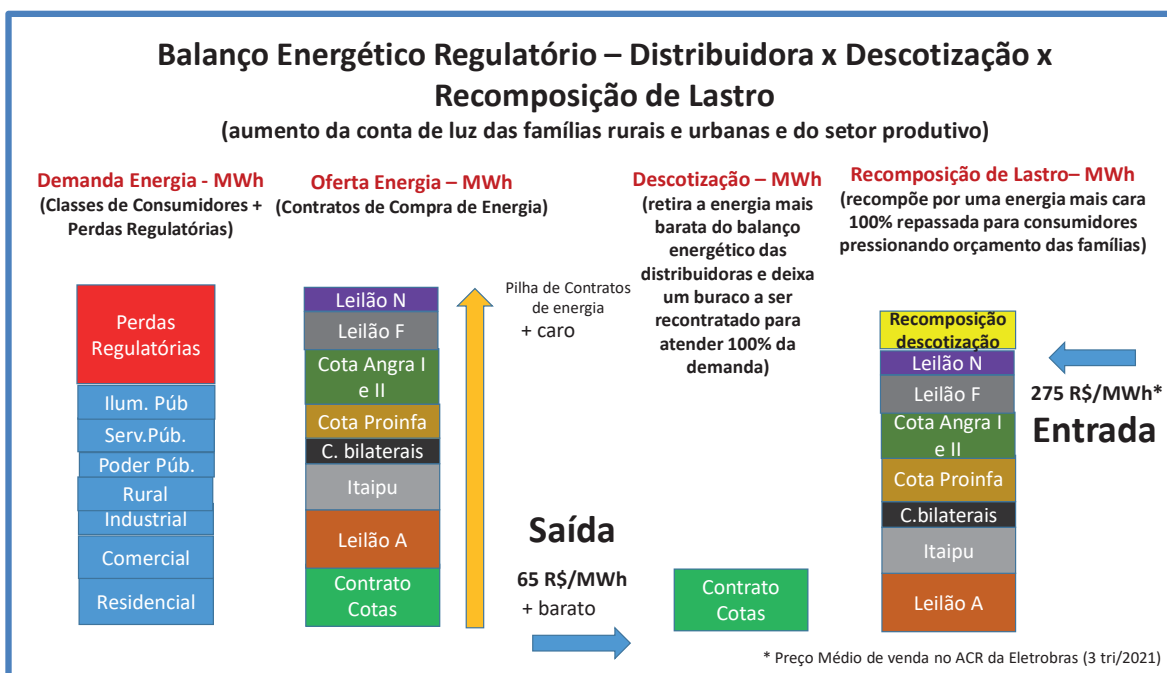 Balanço Energético Regulatório – Distribuidora x Descotização x
Recomposição de Lastro
(aumento da conta de luz das famílias rurais e urbanas e do setor produtivo)
Demanda Energia - MWh
(Classes de Consumidores +
Perdas Regulatórias)
Perdas
Regulatórias
Ilum. Púb
Serv.Púb.
Poder Púb.
Rural
Industrial
Comercial
Residencial
Oferta Energia – MWh
(Contratos de Compra de Energia)
Leilão N
Leilão F
Cota Angra I
e II
Cota Proinfa
C. bilaterais
Itaipu
Leilão A
Contrato
Cotas
Pilha de Contratos
de energia
+ caro
Saída
65 R$/MWh
+ barato
Descotização – MWh
(retira a energia mais
barata do balanço
energético das
distribuidoras e deixa
um buraco a ser
recontratado para
atender 100% da
demanda)
Contrato
Cotas
Recomposição de Lastro– MWh
(recompõe por uma energia mais cara
100% repassada para consumidores
pressionando orçamento das famílias)
Recomposição
descotização
Leilão N
Leilão F
Cota Angra I
e II
Cota Proinfa
C.bilaterais
Itaipu
Leilão A
275 R$/MWh*
Entrada
* Preço Médio de venda no ACR da Eletrobras (3 tri/2021)